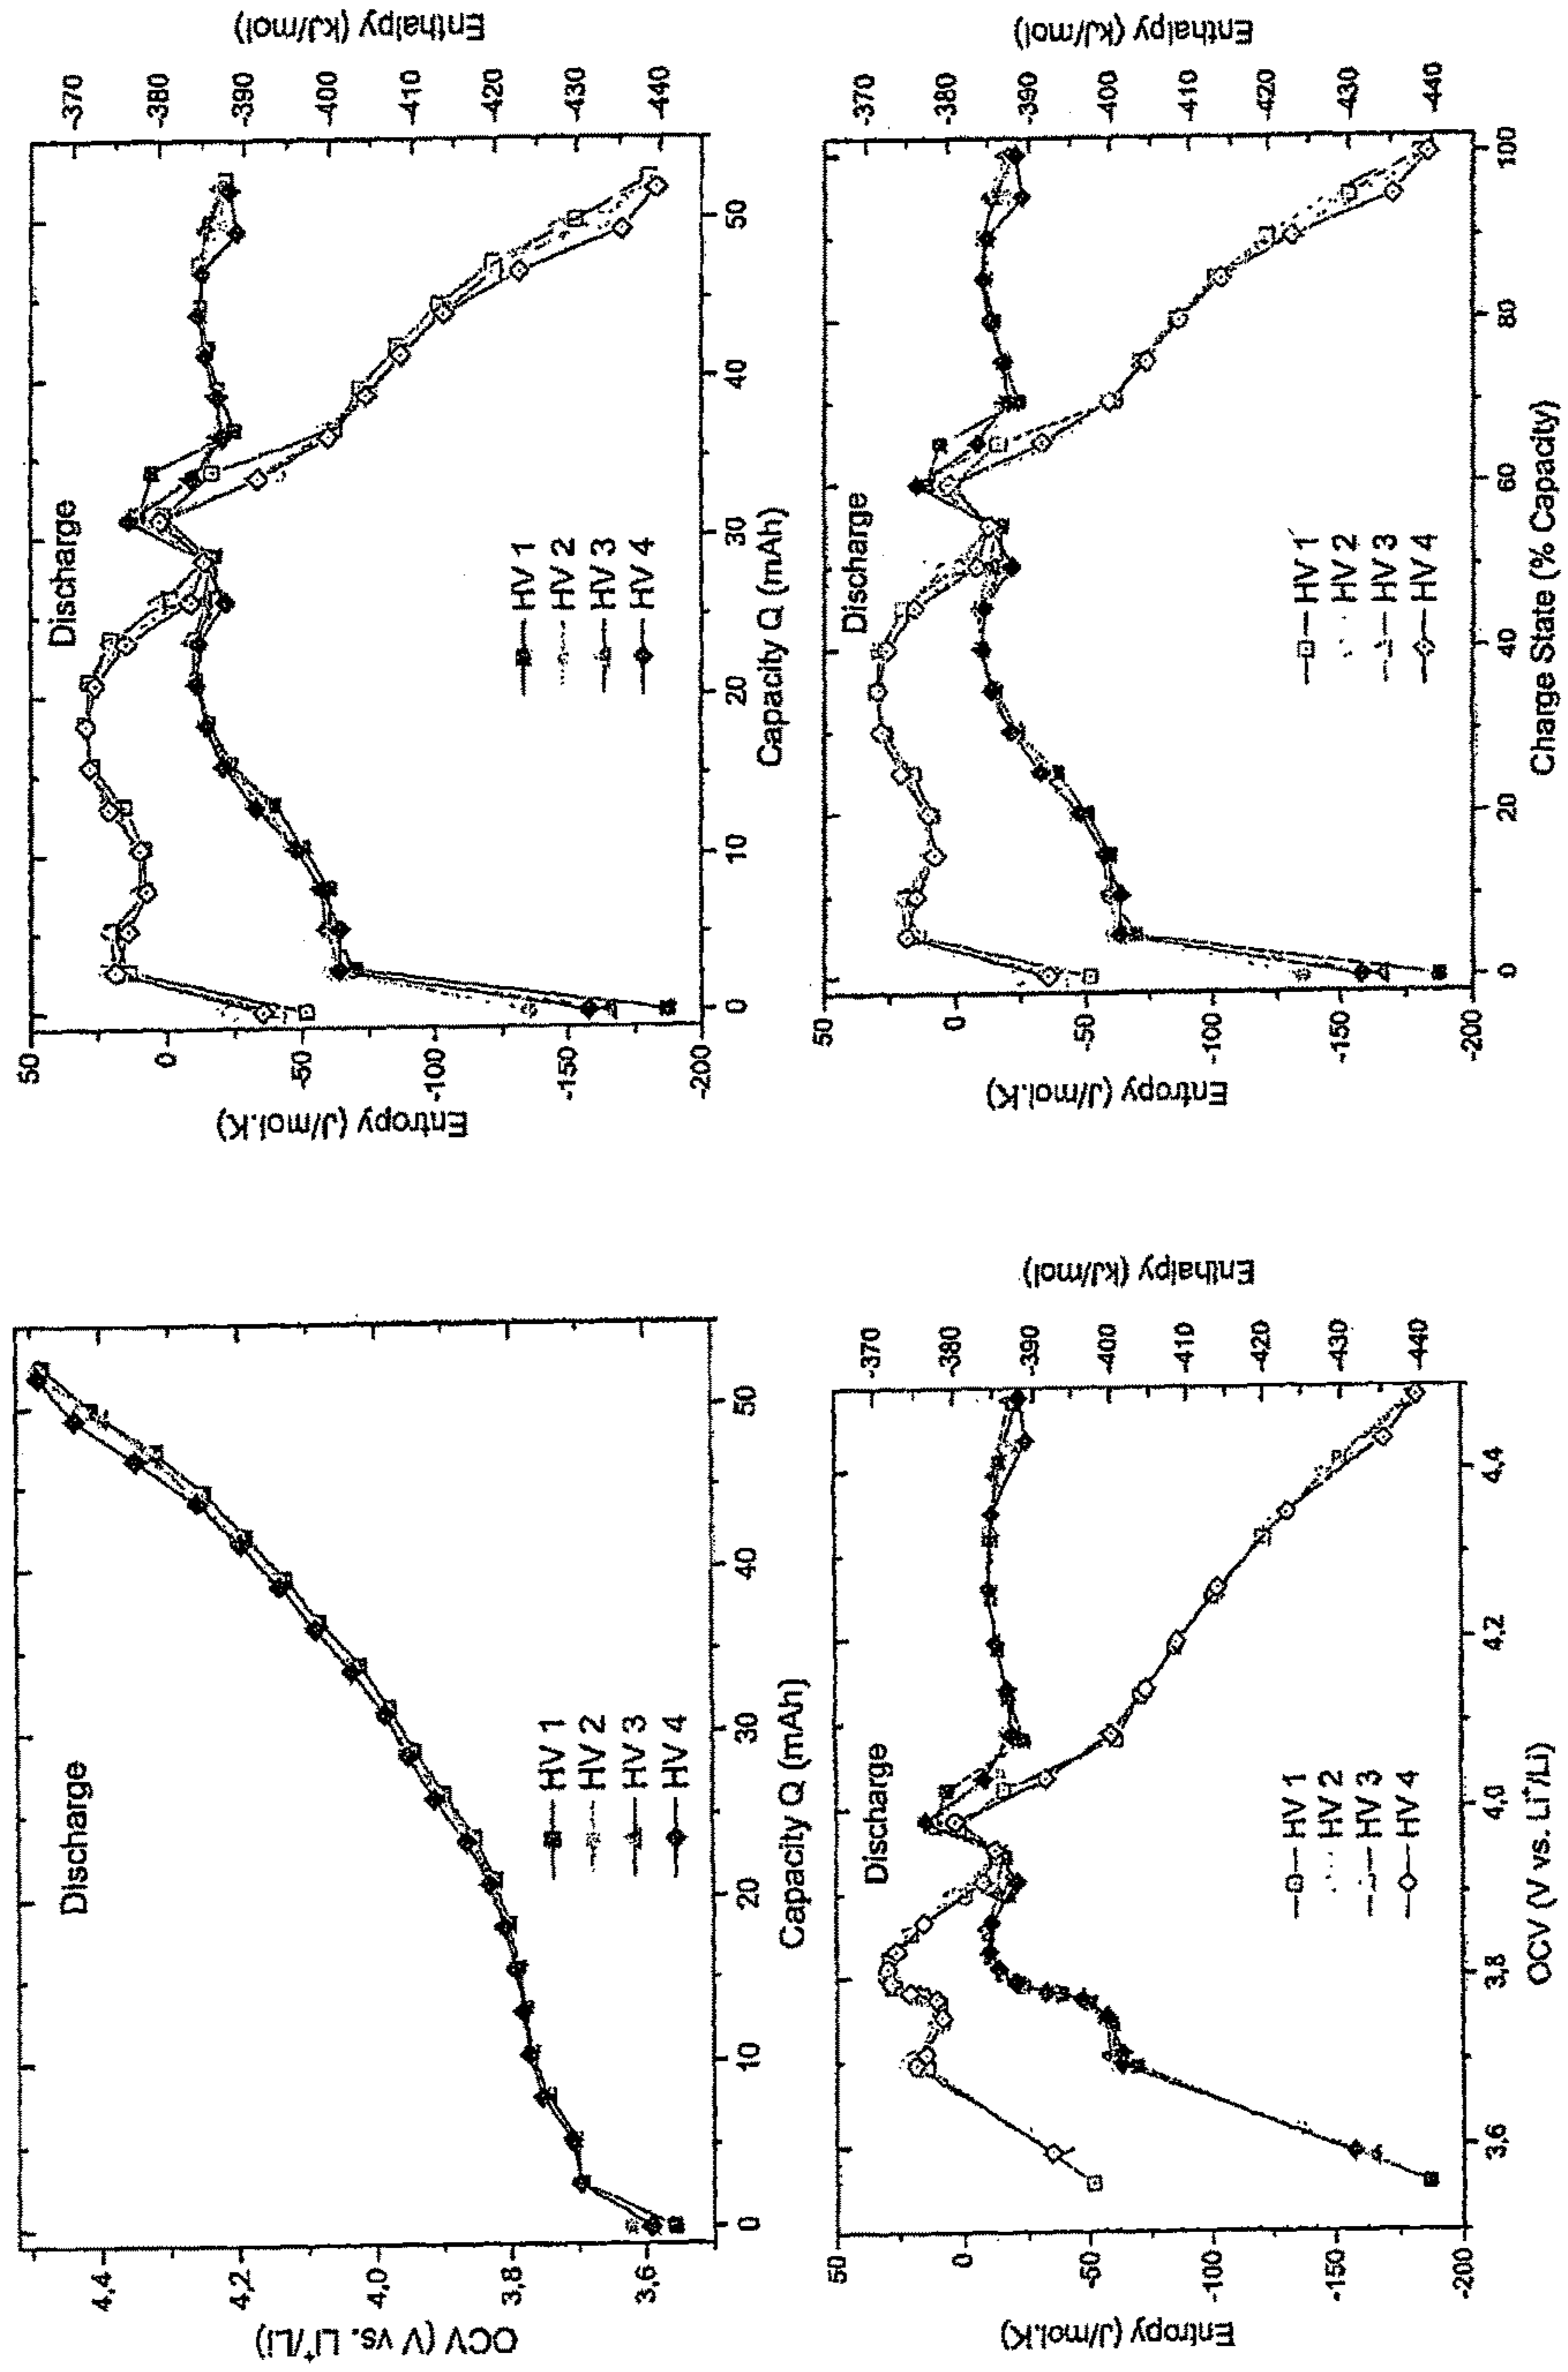 OCV (V vs. Li⁺/Li)
4,4
4,2
4,0
3,8
3,6
Discharge
HV 1
HV 2
HV 3
HV 4
0
10
20
30
40
50
Capacity Q (mAh)
Entropy (J/mol.K)
50
0
-50
-100
-150
-200
Discharge
HV 1
HV 2
HV 3
HV 4
0
10
20
30
40
50
Capacity Q (mAh)
-370
-380
-390
-400
-410
-420
-430
-440
Enthalpy (kJ/mol)
Entropy (J/mol.K)
50
0
-50
-100
-150
-200
Discharge
HV 1
HV 2
HV 3
HV 4
3,6
3,8
4,0
4,2
4,4
OCV (V vs. Li⁺/Li)
-370
-380
-390
-400
-410
-420
-430
-440
Enthalpy (kJ/mol)
Entropy (J/mol.K)
50
0
-50
-100
-150
-200
Discharge
HV 1
HV 2
HV 3
HV 4
0
20
40
60
80
100
Charge State (% Capacity)
-370
-380
-390
-400
-410
-420
-430
-440
Enthalpy (kJ/mol)